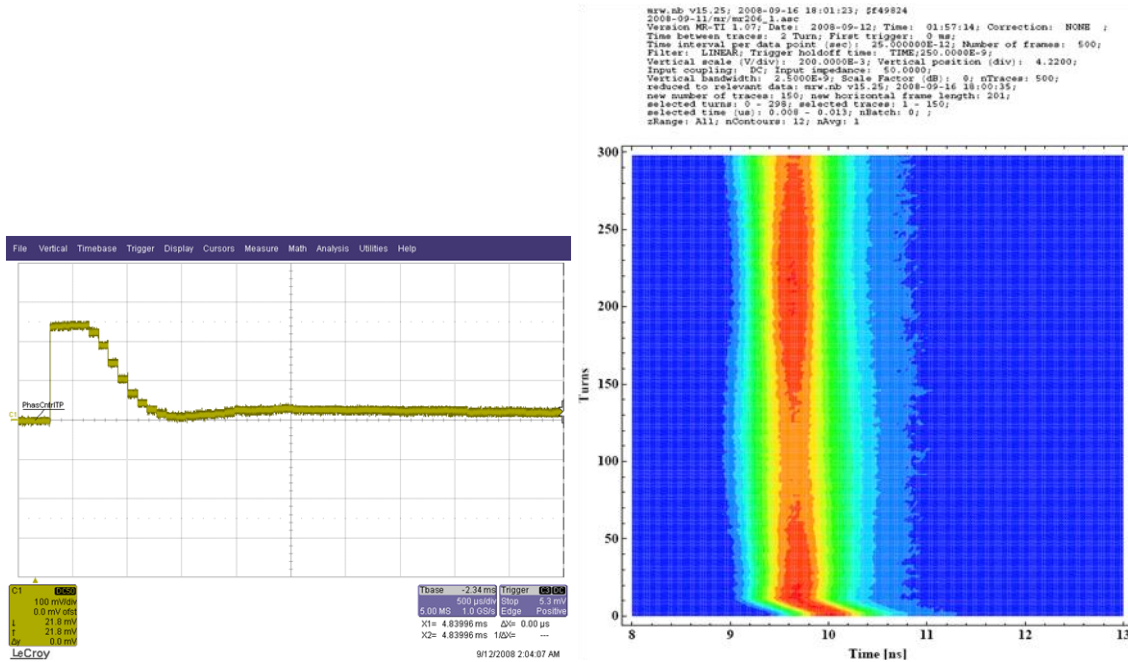 mrw.nb v15.25; 2008-09-16 18:01:23; $f49824
2008-09-11/mr/mr206_1.asc
Version MR-TI 1.07; Date: 2008-09-12; Time: 01:57:14; Correction: NONE ;
Time between traces: 2 Turn; First trigger: 0 ms;
Time interval per data point (sec): 25.000000E-12; Number of frames: 500;
Filter: LINEAR; Trigger holdoff time: TIME;250.0000E-9;
Vertical scale (V/div): 200.0000E-3; Vertical position (div): 4.2200;
Input coupling: DC; Input impedance: 50.0000;
Vertical bandwidth: 2.5000E+9; Scale Factor (dB): 0; nTraces: 500;
reduced to relevant data: mrw.nb v15.25; 2008-09-16 18:00:35;
new number of traces: 150; new horizontal frame length: 201;
selected turns: 0 - 298; selected traces: 1 - 150;
selected time (us): 0.008 - 0.013; nBatch: 0; ;
zRange: All; nContours: 12; nAvg: 1
File Vertical Timebase Trigger Display Cursors Measure Math Analysis Utilities Help
PhasCntrlTP
C1
C1 DC50
100 mV/div
0.0 mV ofst
↓ 21.8 mV
↑ 21.8 mV
Δy 0.0 mV
Tbase -2.34 ms
500 µs/div
5.00 MS 1.0 GS/s
Trigger C3 DC
Stop 5.3 mV
Edge Positive
X1= 4.83996 ms ΔX= 0.00 µs
X2= 4.83996 ms 1/ΔX= ---
LeCroy
9/12/2008 2:04:07 AM
300
250
200
150
100
50
0
Turns
8 9 10 11 12 13
Time [ns]